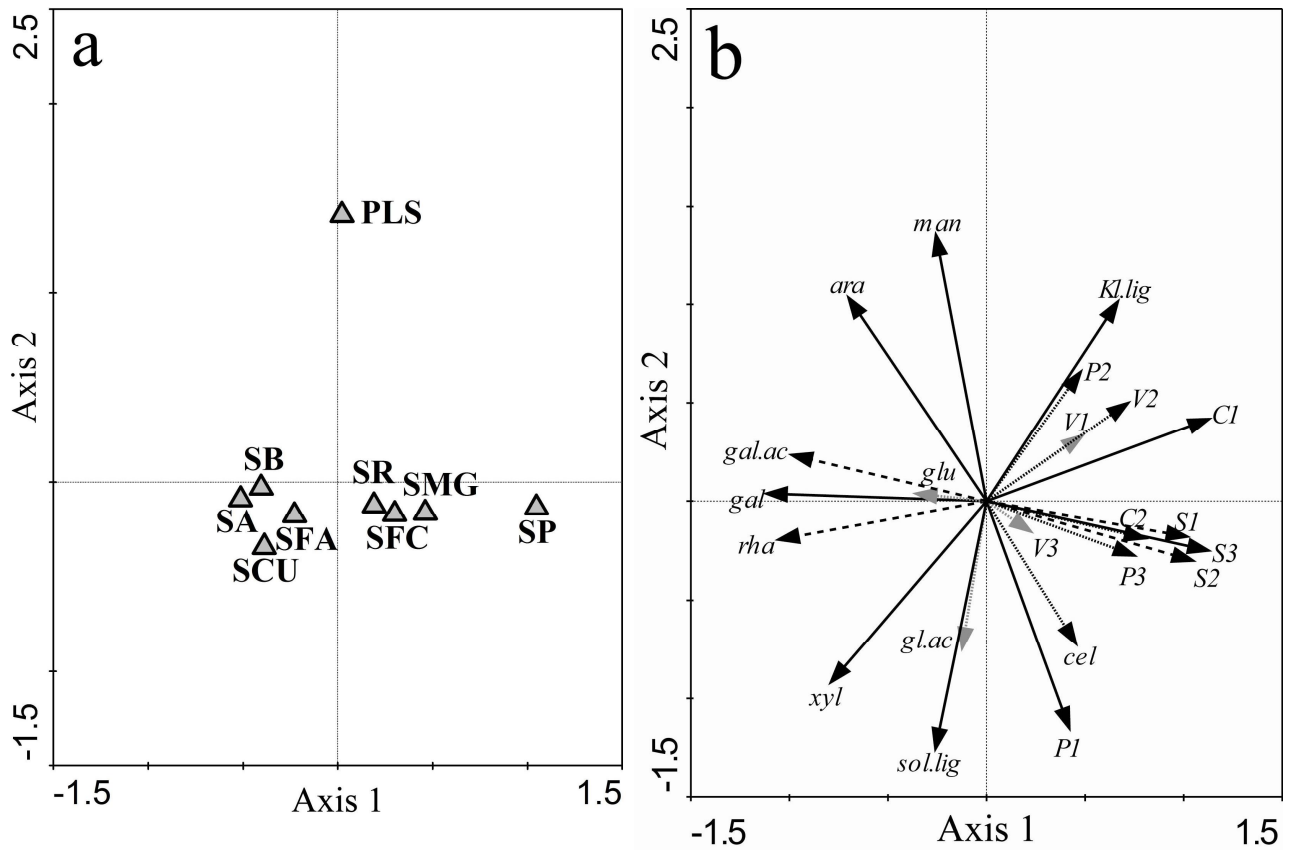 a
2.5
Axis 2
-1.5
PLS
SB
SA
SFA
SCU
SR
SMG
SFC
SP
-1.5
Axis 1
1.5
b
2.5
Axis 2
-1.5
man
ara
Kl.lig
P2
V2
V1
C1
gal.ac
glu
gal
rha
C2
S1
V3
S3
P3
S2
gl.ac
cel
xyl
sol.lig
P1
-1.5
Axis 1
1.5